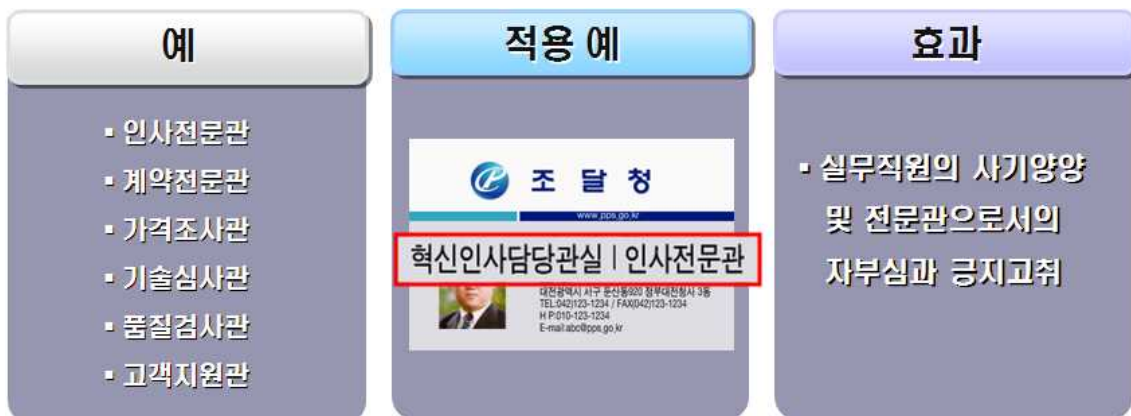 예
▪ 인사전문관
▪ 계약전문관
▪ 가격조사관
▪ 기술심사관
▪ 품질검사관
▪ 고객지원관
적용 예
조 달 청
www.pps.go.kr
혁신인사담당관실 | 인사전문관
대전광역시 서구 둔산동920 정부대전청사 3동
TEL:042)123-1234 / FAX(042)123-1234
H P:010-123-1234
E-mail:abc@pps.go.kr
효과
▪ 실무직원의 사기양양
및 전문관으로서의
자부심과 긍지고취